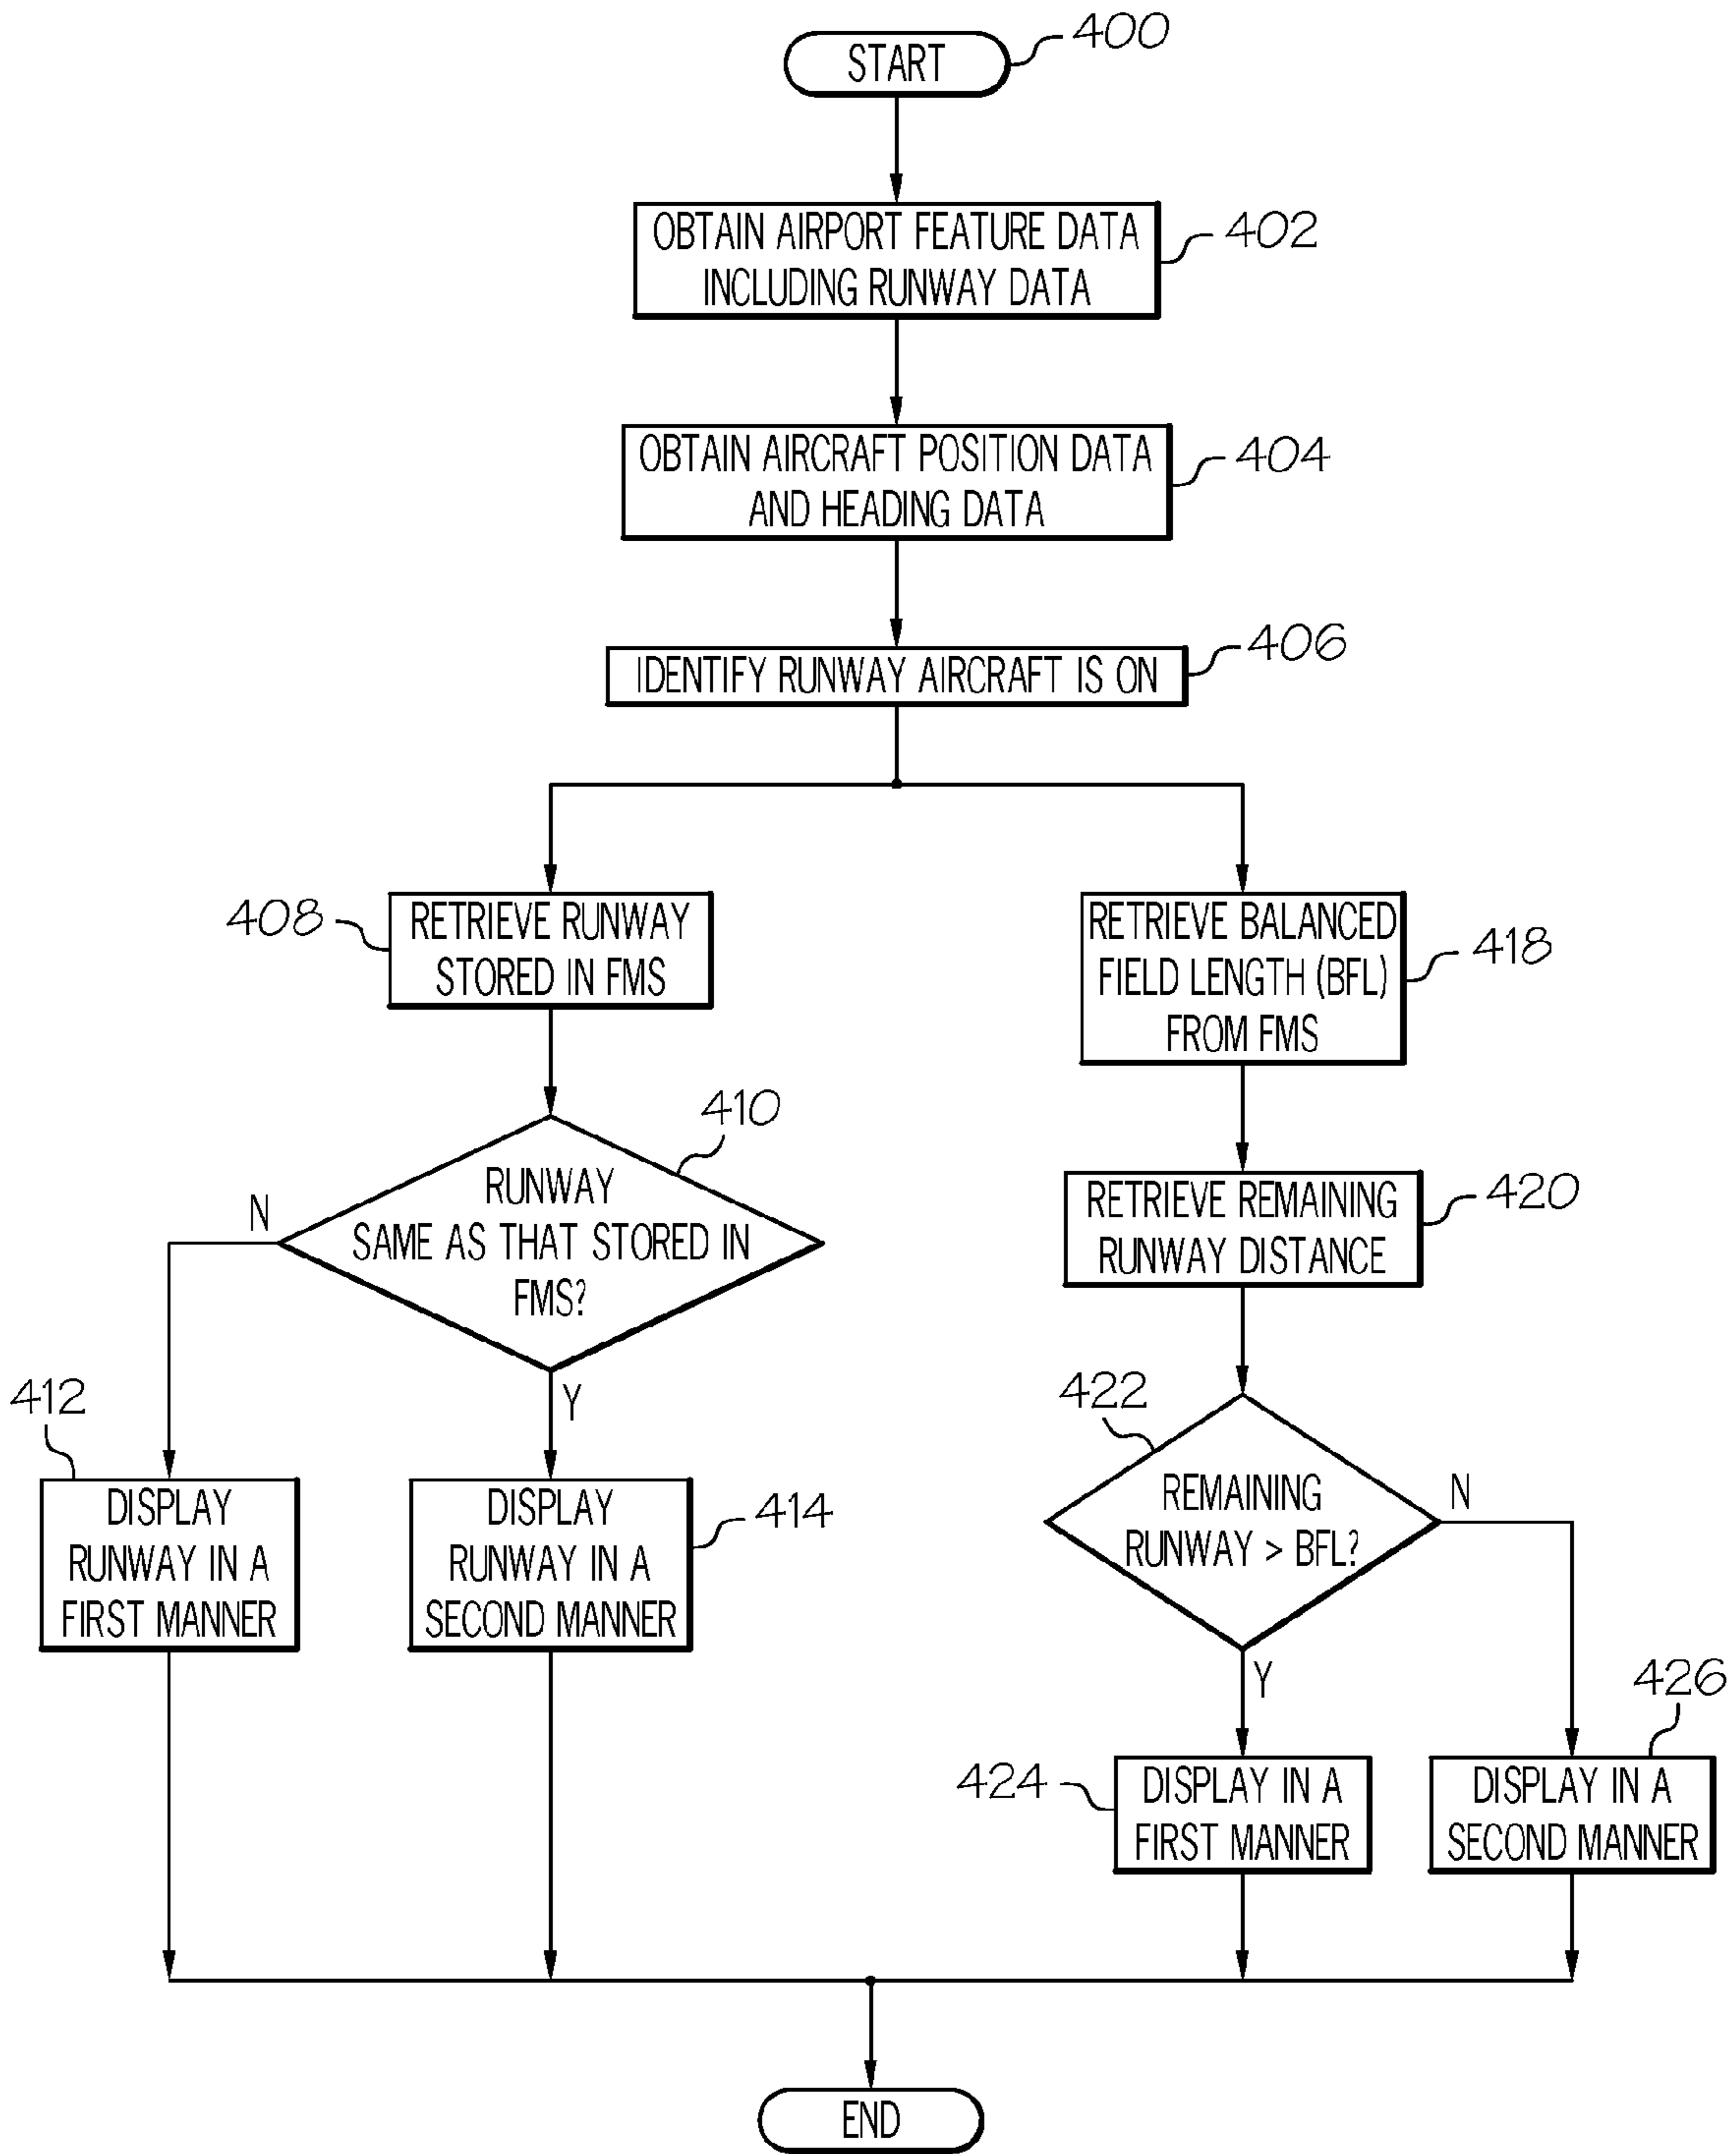 START
400
OBTAIN AIRPORT FEATURE DATA
INCLUDING RUNWAY DATA
402
OBTAIN AIRCRAFT POSITION DATA
AND HEADING DATA
404
IDENTIFY RUNWAY AIRCRAFT IS ON
406
408
RETRIEVE RUNWAY
STORED IN FMS
RETRIEVE BALANCED
FIELD LENGTH (BFL)
FROM FMS
418
410
RUNWAY
SAME AS THAT STORED IN
FMS?
N
Y
RETRIEVE REMAINING
RUNWAY DISTANCE
420
412
DISPLAY
RUNWAY IN A
FIRST MANNER
DISPLAY
RUNWAY IN A
SECOND MANNER
414
422
REMAINING
RUNWAY > BFL?
N
Y
424
DISPLAY IN A
FIRST MANNER
426
DISPLAY IN A
SECOND MANNER
END